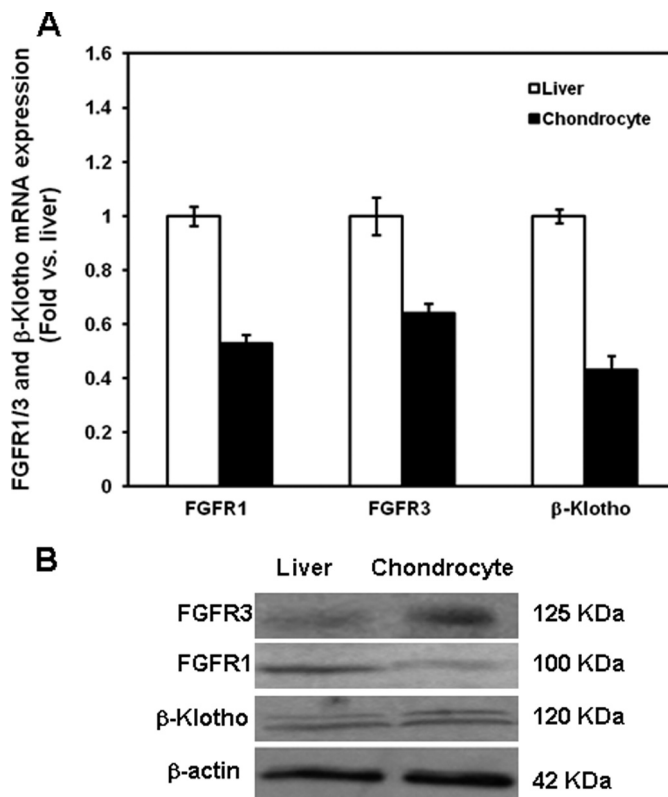 A
FGFR1/3 and β-Klotho mRNA expression
(Fold vs. liver)
1.6
1.4
1.2
1
0.8
0.6
0.4
0.2
0
Liver
Chondrocyte
FGFR1 FGFR3 β-Klotho
B
Liver Chondrocyte
FGFR3 125 KDa
FGFR1 100 KDa
β-Klotho 120 KDa
β-actin 42 KDa